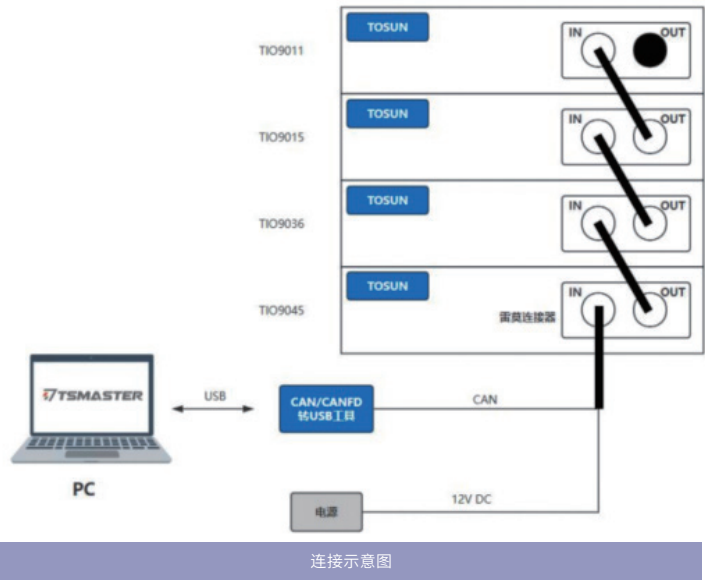 TOSUN
IN
OUT
TIO9011
TOSUN
IN
OUT
TIO9015
TOSUN
IN
OUT
TIO9036
TOSUN
IN
OUT
TIO9045
雷莫连接器
TSMASTER
USB
CAN/CANFD
转USB工具
CAN
PC
电源
12V DC
连接示意图